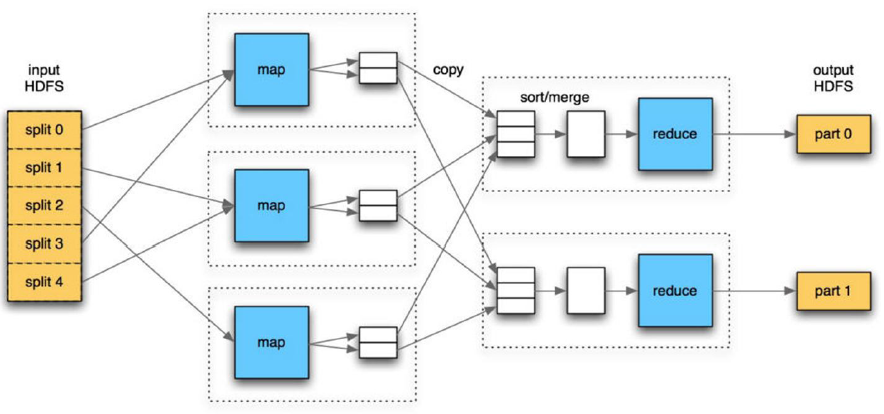 input
HDFS
split 0
split 1
split 2
split 3
split 4
map
map
map
copy
sort/merge
reduce
reduce
output
HDFS
part 0
part 1